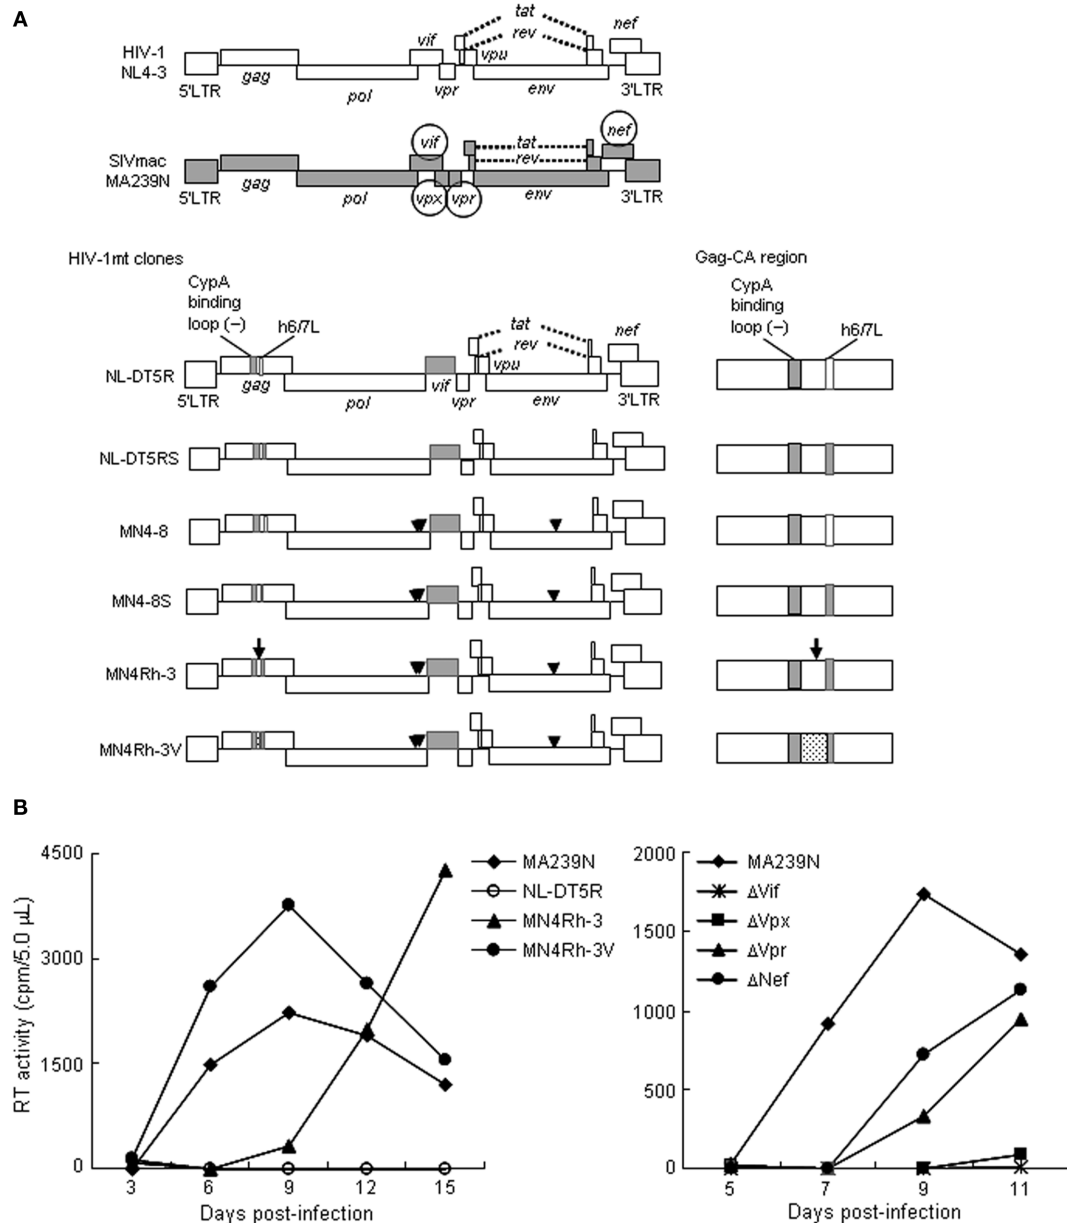 A
HIV-1
NL4-3
5'LTR
gag
pol
vif
vpr
tat
rev
vpu
env
nef
3'LTR
SIVmac
MA239N
5'LTR
gag
pol
vif
vpx
vpr
tat
rev
env
nef
3'LTR
HIV-1mt clones
Gag-CA region
CypA
binding
loop (–)
h6/7L
CypA
binding
loop (–)
h6/7L
NL-DT5R
5'LTR
gag
pol
vif
vpr
tat
rev
vpu
env
nef
3'LTR
NL-DT5RS
MN4-8
MN4-8S
MN4Rh-3
MN4Rh-3V
B
RT activity (cpm/5.0 µL)
4500
3000
1500
0
3 6 9 12 15
Days post-infection
MA239N
NL-DT5R
MN4Rh-3
MN4Rh-3V
2000
1500
1000
500
0
5 7 9 11
Days post-infection
MA239N
ΔVif
ΔVpx
ΔVpr
ΔNef